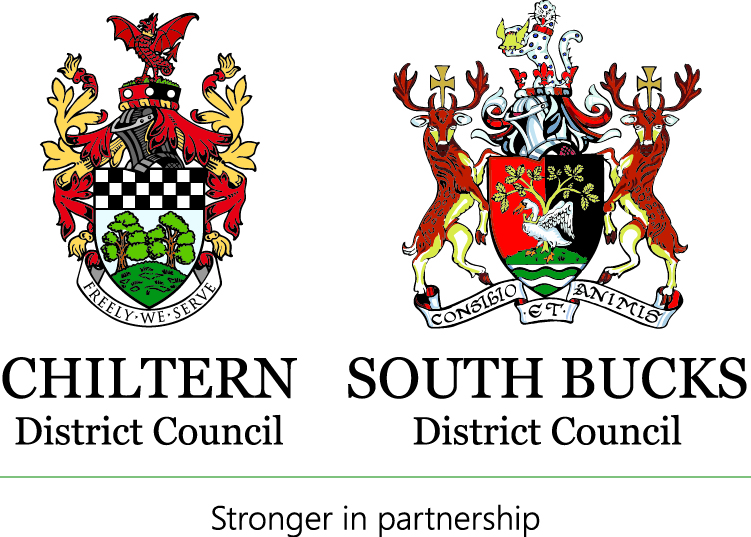 FREELY·WE·SERVE
CONSILIO ·ET· ANIMIS
CHILTERN
District Council
SOUTH BUCKS
District Council
Stronger in partnership